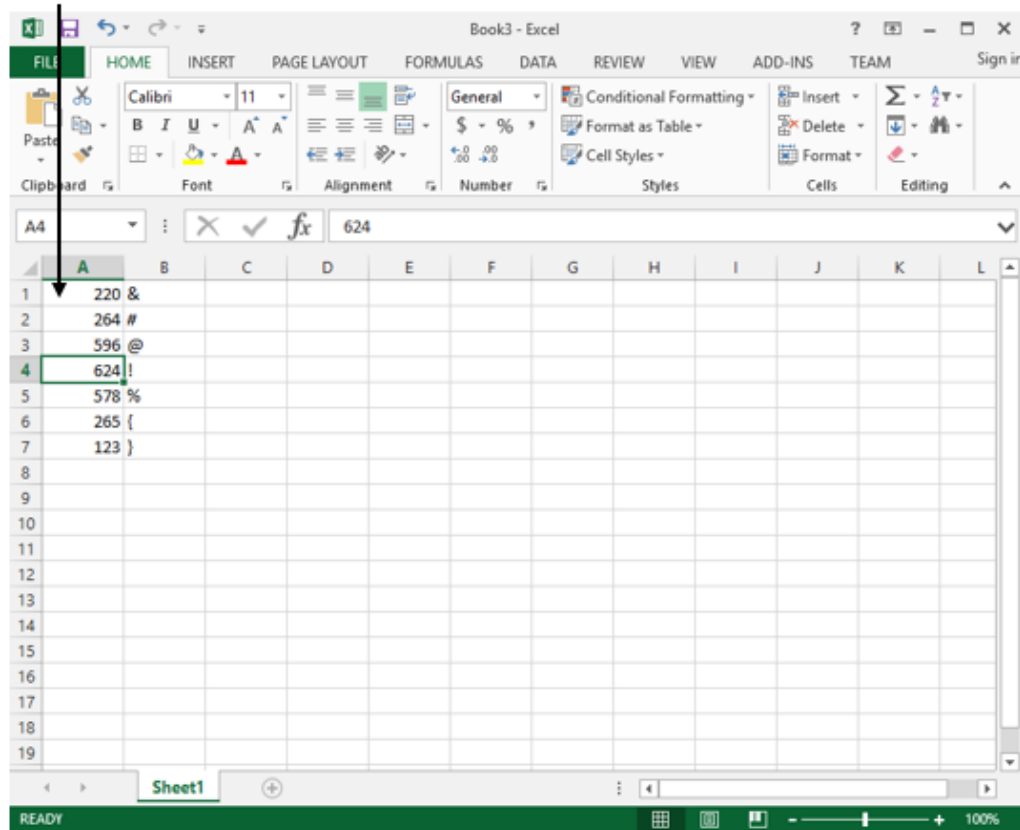 Book3 - Excel ?
FILE HOME INSERT PAGE LAYOUT FORMULAS DATA REVIEW VIEW ADD-INS TEAM Sign in
Paste
Calibri 11
B I U A A
A
General
$ % ,
.00 .00
Conditional Formatting
Format as Table
Cell Styles
Insert
Delete
Format
Σ A Z
Clipboard Font Alignment Number Styles Cells Editing
A4 fx 624
A B C D E F G H I J K L
1 220 &
2 264 #
3 596 @
4 624 !
5 578 %
6 265 {
7 123 }
8
9
10
11
12
13
14
15
16
17
18
19
Sheet1
READY - + 100%